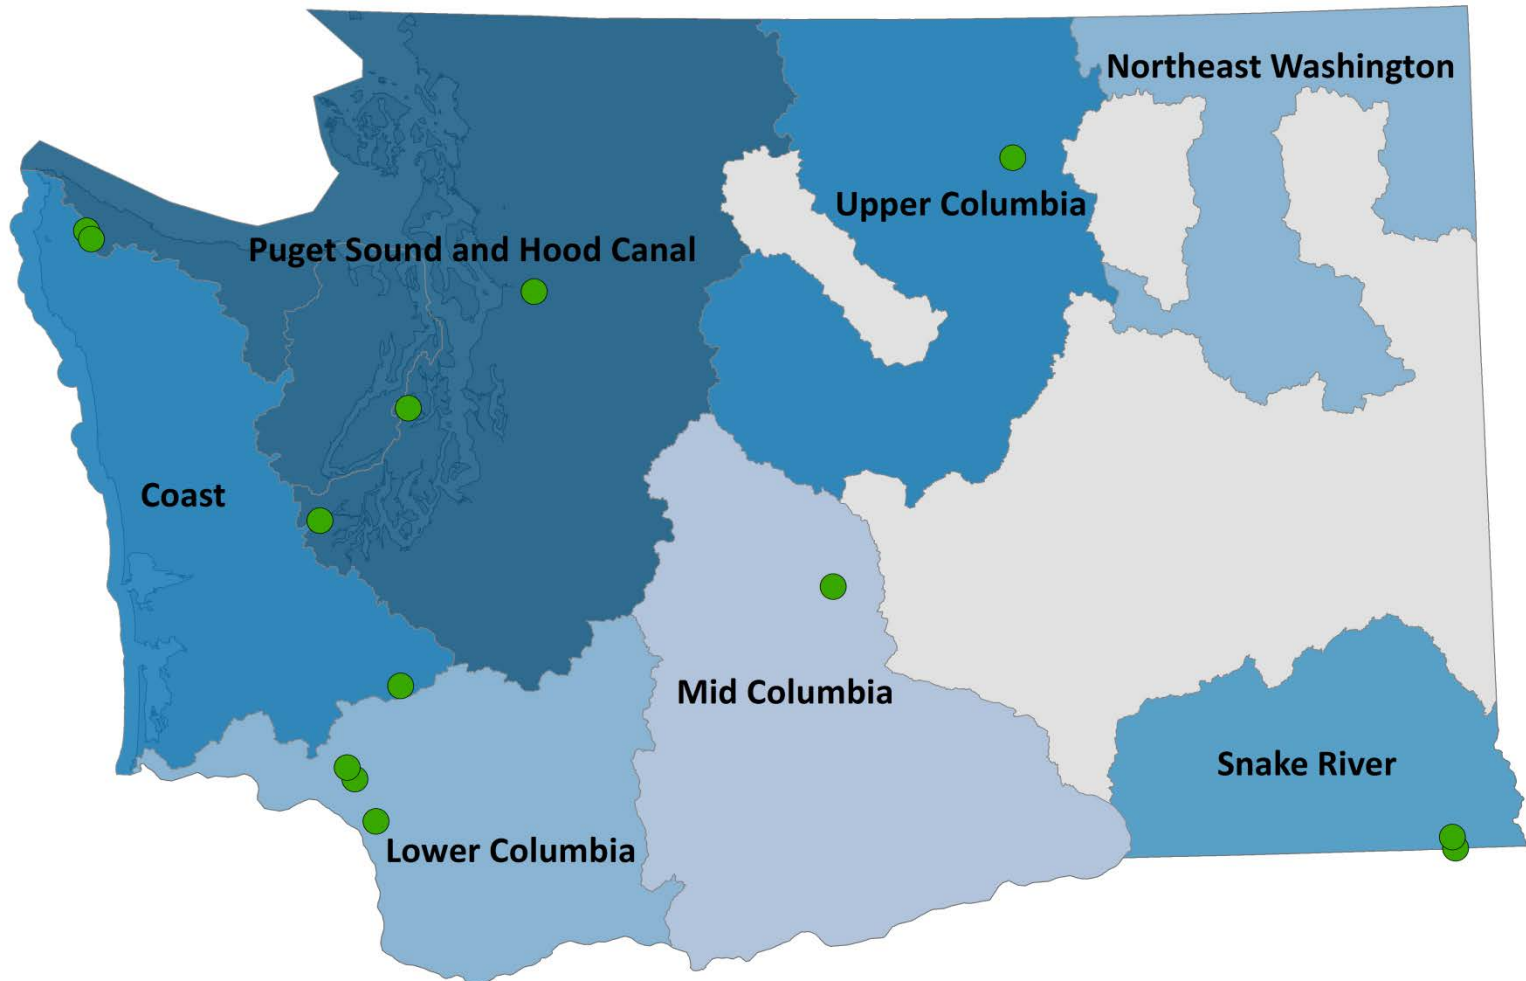 Northeast Washington
Upper Columbia
Puget Sound and Hood Canal
Coast
Mid Columbia
Snake River
Lower Columbia